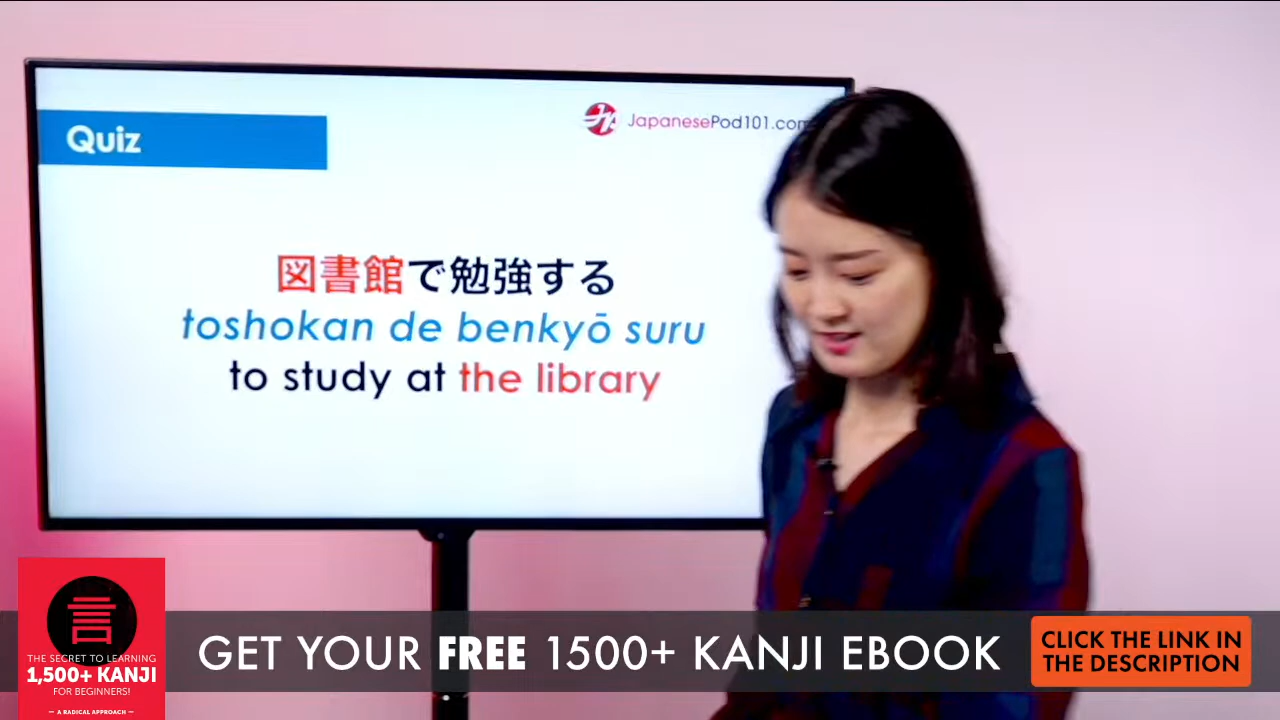 Quiz
JapanesePod101.com
図書館で勉強する
toshokan de benkyō suru
to study at the library
言
THE SECRET TO LEARNING
1,500+ KANJI
FOR BEGINNERS!
— A RADICAL APPROACH —
GET YOUR FREE 1500+ KANJI EBOOK
CLICK THE LINK IN
THE DESCRIPTION